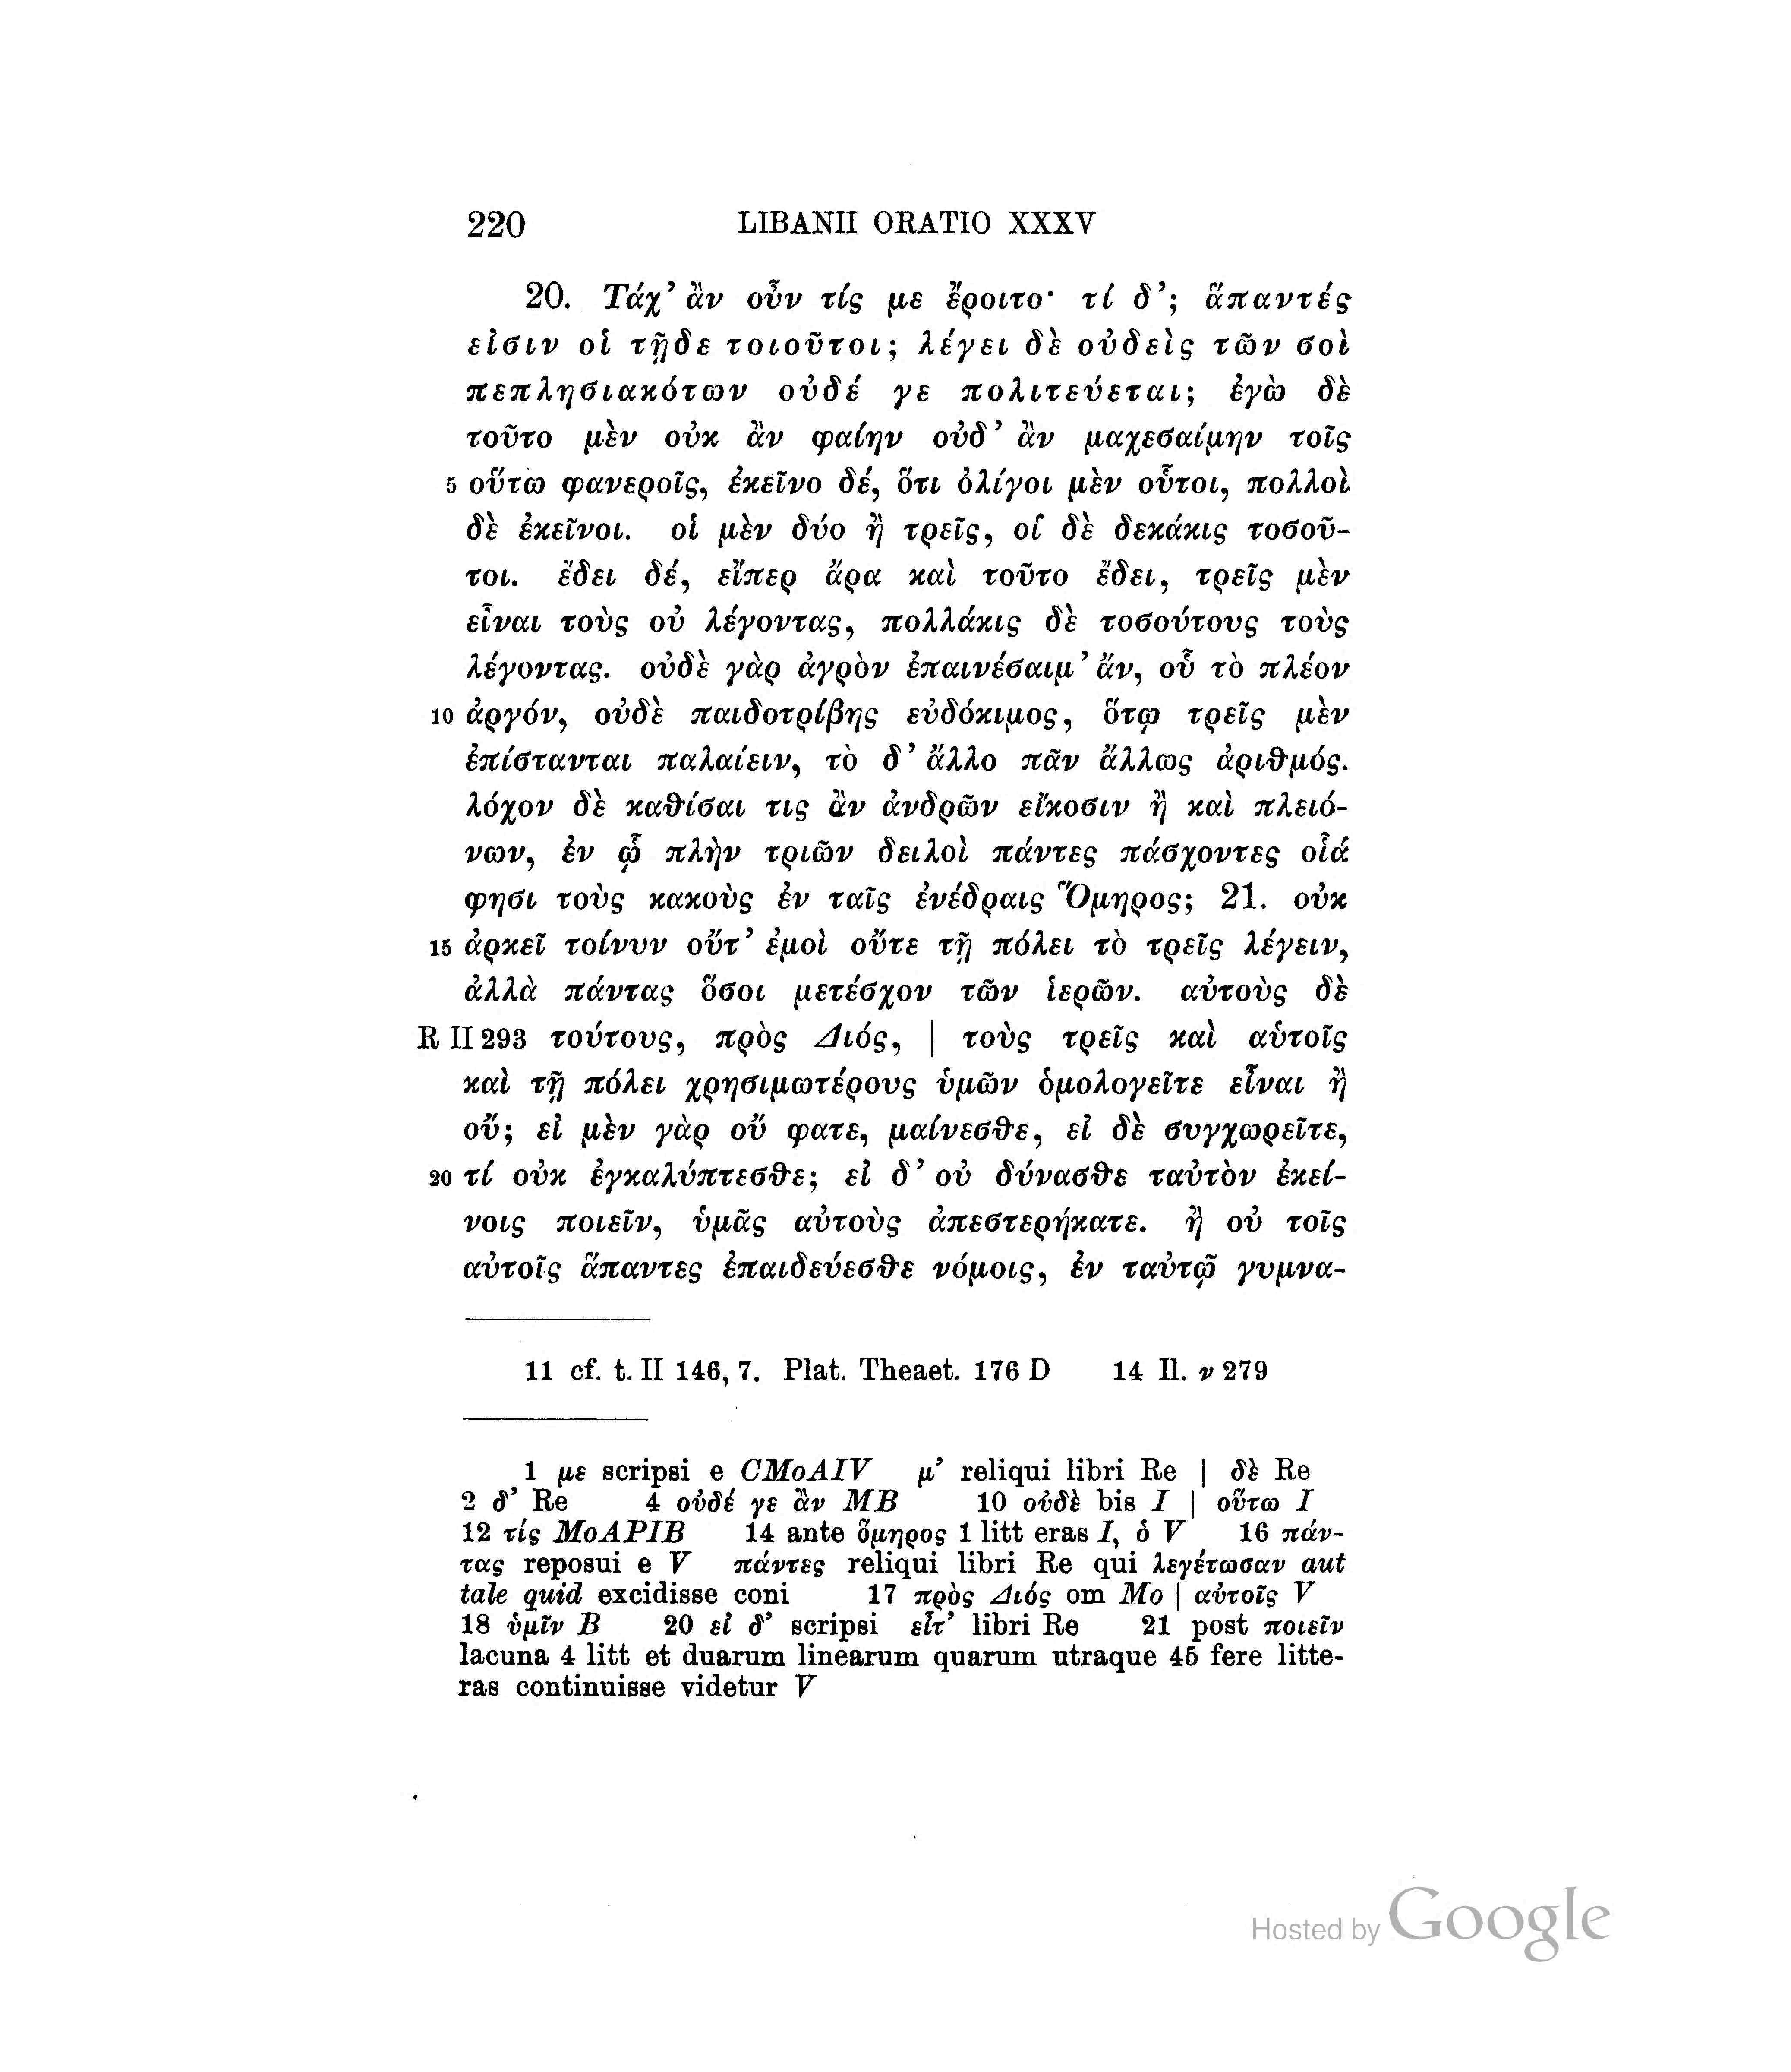 220 LIBANII ORATIO XXXV
20. Τάχ’ ἂν οὖν τίς με ἔροιτο· τί δ’; ἅπαντές
εἰσιν οἱ τῇδε τοιοῦτοι; λέγει δὲ οὐδεὶς τῶν σοὶ
πεπλησιακότων οὐδέ γε πολιτεύεται; ἐγὼ δὲ
τοῦτο μὲν οὐκ ἂν φαίην οὐδ’ ἂν μαχεσαίμην τοῖς
5 οὕτω φανεροῖς, ἐκεῖνο δέ, ὅτι ὀλίγοι μὲν οὗτοι, πολλοὶ
δὲ ἐκεῖνοι. οἱ μὲν δύο ἢ τρεῖς, οἱ δὲ δεκάκις τοσοῦ-
τοι. ἔδει δέ, εἴπερ ἄρα καὶ τοῦτο ἔδει, τρεῖς μὲν
εἶναι τοὺς οὐ λέγοντας, πολλάκις δὲ τοσούτους τοὺς
λέγοντας. οὐδὲ γὰρ ἀγρὸν ἐπαινέσαιμ’ ἄν, οὗ τὸ πλέον
10 ἀργόν, οὐδὲ παιδοτρίβης εὐδόκιμος, ὅτῳ τρεῖς μὲν
ἐπίστανται παλαίειν, τὸ δ’ ἄλλο πᾶν ἄλλως ἀριθμός.
λόχον δὲ καθίσαι τις ἂν ἀνδρῶν εἴκοσιν ἢ καὶ πλειό-
νων, ἐν ᾧ πλὴν τριῶν δειλοὶ πάντες πάσχοντες οἷά
φησι τοὺς κακοὺς ἐν ταῖς ἐνέδραις Ὅμηρος; 21. οὐκ
15 ἀρκεῖ τοίνυν οὔτ’ ἐμοὶ οὔτε τῇ πόλει τὸ τρεῖς λέγειν,
ἀλλὰ πάντας ὅσοι μετέσχον τῶν ἱερῶν. αὐτοὺς δὲ
R II 293 τούτους, πρὸς Διός, | τοὺς τρεῖς καὶ αὑτοῖς
καὶ τῇ πόλει χρησιμωτέρους ὑμῶν ὁμολογεῖτε εἶναι ἢ
οὔ; εἰ μὲν γὰρ οὔ φατε, μαίνεσθε, εἰ δὲ συγχωρεῖτε,
20 τί οὐκ ἐγκαλύπτεσθε; εἰ δ’ οὐ δύνασθε ταὐτὸν ἐκεί-
νοις ποιεῖν, ὑμᾶς αὐτοὺς ἀπεστερήκατε. ἢ οὐ τοῖς
αὐτοῖς ἅπαντες ἐπαιδεύεσθε νόμοις, ἐν ταὐτῷ γυμνα-
11 cf. t. II 146, 7. Plat. Theaet. 176 D 14 Il. ν 279
1 με scripsi e CMoAIV μ’ reliqui libri Re | δὲ Re
2 δ’ Re 4 οὐδέ γε ἂν MB 10 οὐδὲ bis I | οὕτω I
12 τίς MoAPIB 14 ante ὅμηρος 1 litt eras I, ὁ V 16 πάν-
τας reposui e V πάντες reliqui libri Re qui λεγέτωσαν aut
tale quid excidisse coni 17 πρὸς Διός om Mo | αὐτοῖς V
18 ὑμῖν B 20 εἰ δ’ scripsi εἶτ’ libri Re 21 post ποιεῖν
lacuna 4 litt et duarum linearum quarum utraque 45 fere litte-
ras continuisse videtur V
Hosted by Google